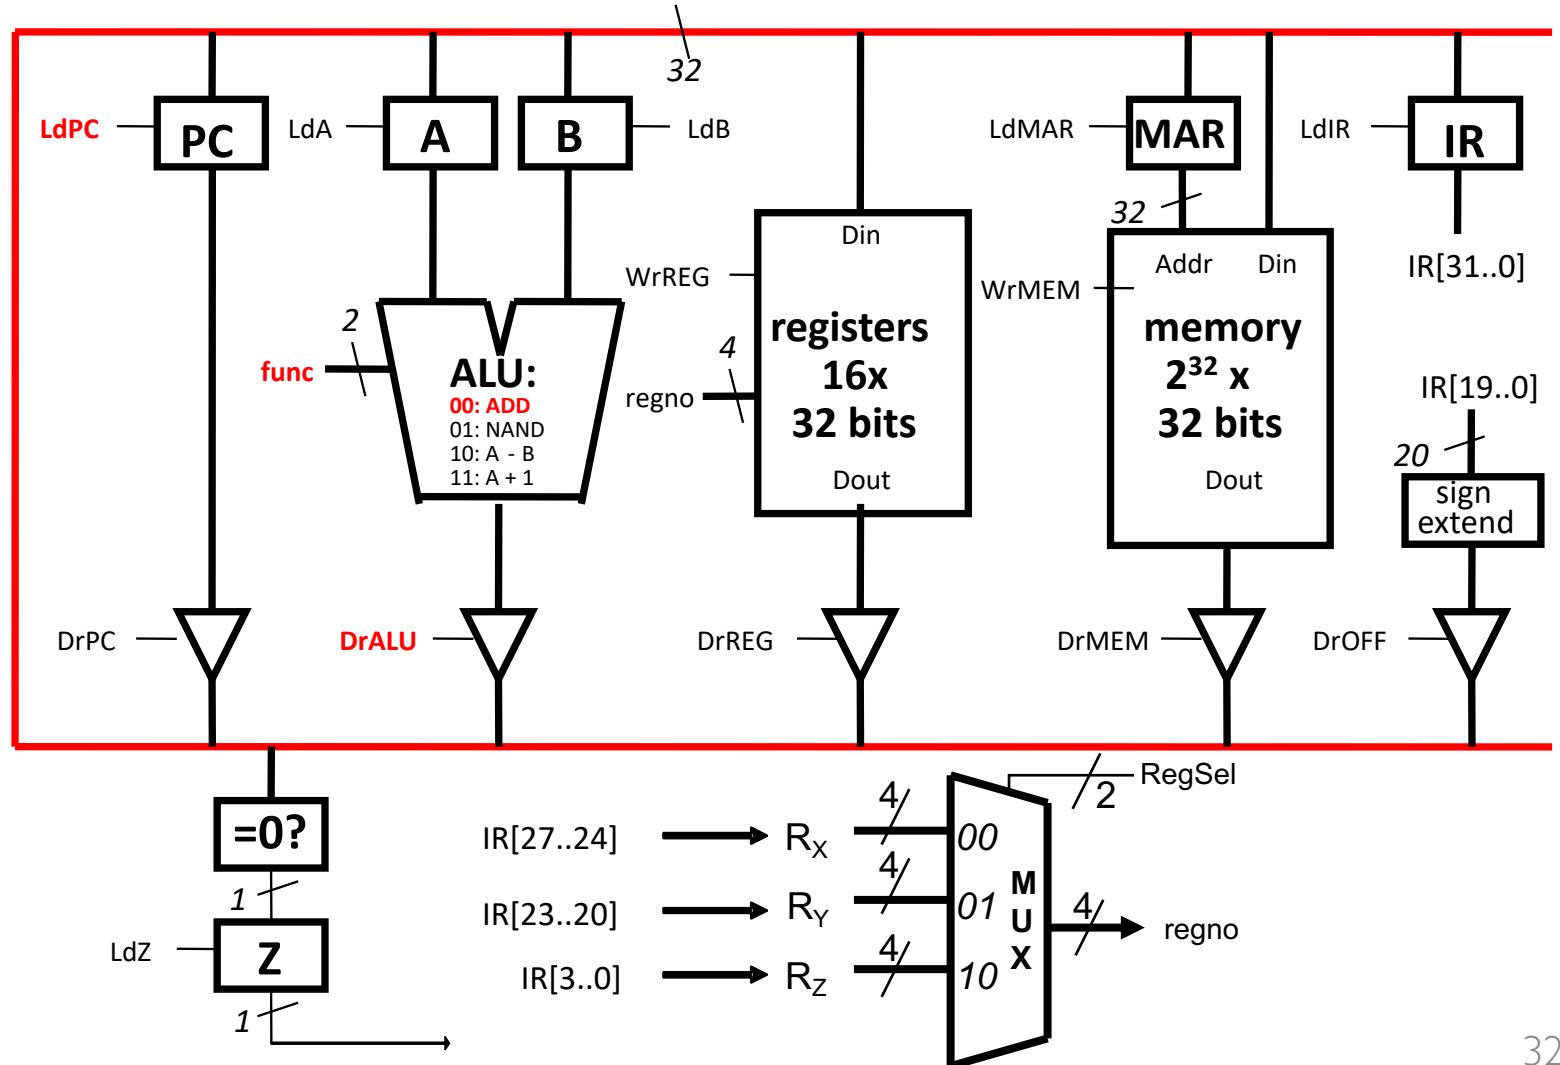 32
LdPC
PC
LdA
A
B
LdB
LdMAR
MAR
LdIR
IR
32
Din
WrREG
registers
16x
32 bits
4
regno
Dout
Addr Din
WrMEM
memory
2³² x
32 bits
Dout
IR[31..0]
IR[19..0]
20
sign
extend
2
func
ALU:
00: ADD
01: NAND
10: A - B
11: A + 1
DrPC
DrALU
DrREG
DrMEM
DrOFF
=0?
1
LdZ
Z
1
RegSel
2
IR[27..24]
R_X
4
00
IR[23..20]
R_Y
4
01
IR[3..0]
R_Z
4
10
M
U
X
4
regno
32